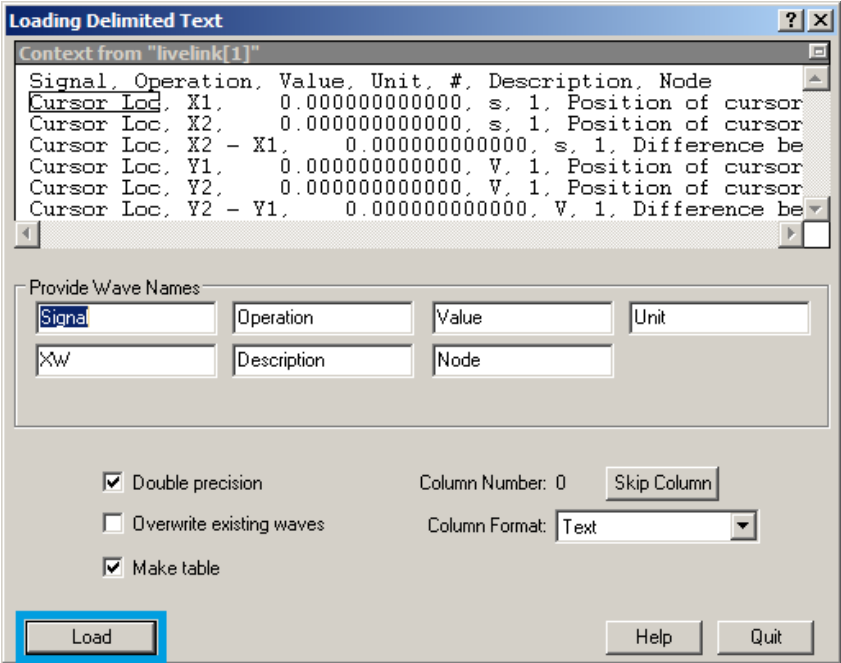 Loading Delimited Text
Context from "livelink[1]"
Signal, Operation, Value, Unit, #, Description, Node
Cursor Loc, X1, 0.000000000000, s, 1, Position of cursor
Cursor Loc, X2, 0.000000000000, s, 1, Position of cursor
Cursor Loc, X2 - X1, 0.000000000000, s, 1, Difference be
Cursor Loc, Y1, 0.000000000000, V, 1, Position of cursor
Cursor Loc, Y2, 0.000000000000, V, 1, Position of cursor
Cursor Loc, Y2 - Y1, 0.000000000000, V, 1, Difference be
Provide Wave Names
Signal Operation Value Unit
XW Description Node
Double precision Column Number: 0 Skip Column
Overwrite existing waves Column Format: Text
Make table
Load Help Quit